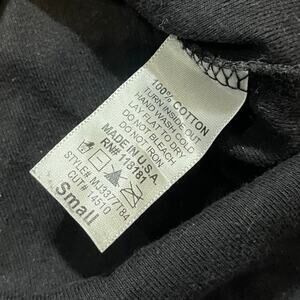 100% COTTON
TURN INSIDE OUT
HAND WASH COLD
LAY FLAT TO DRY
DO NOT BLEACH
DO NOT IRON
MADE IN U.S.A.
RN# 118181
STYLE# MJ3377T84
CUT# 14510
Small